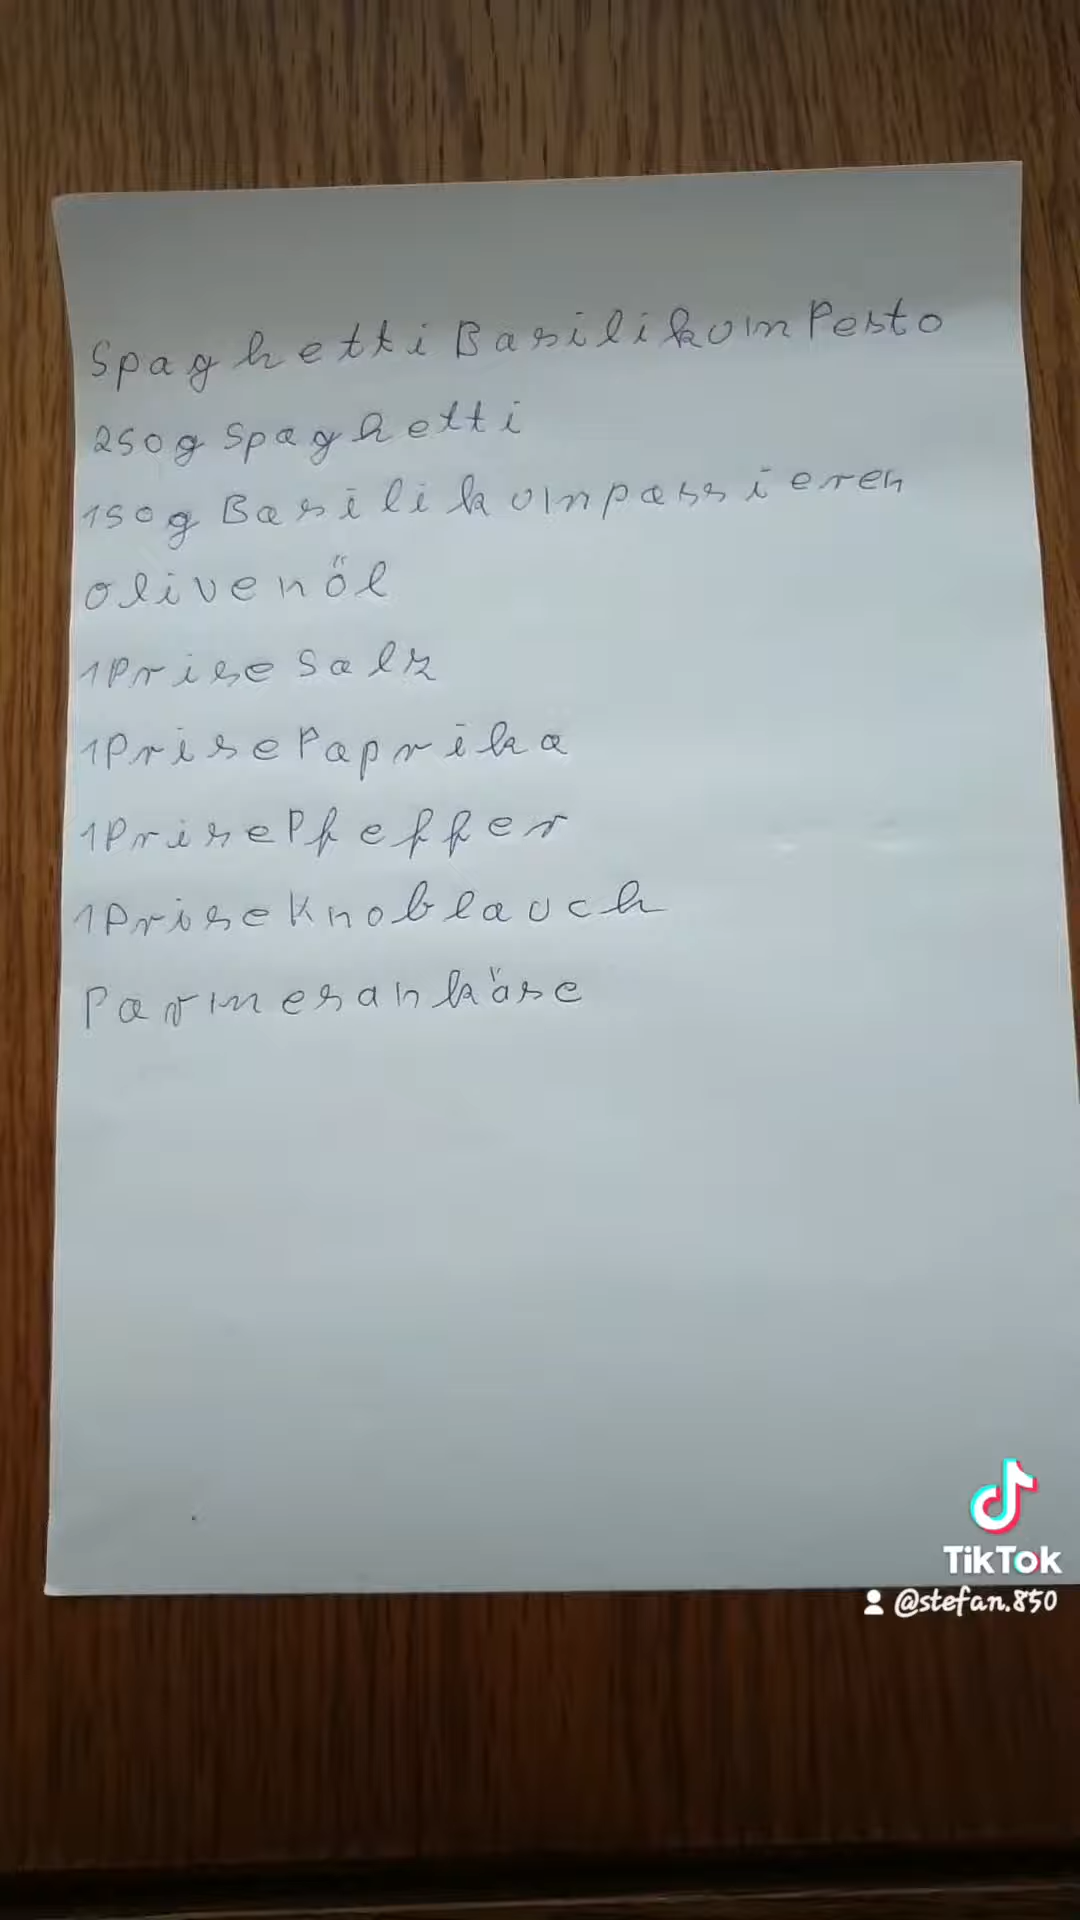 Spaghetti Basilikum Pesto
250g Spaghetti
150g Basilikum passieren
olivenöl
1 Prise Salz
1 Prise Paprika
1 Prise Pfeffer
1 Prise Knoblauch
Parmesankäse
TikTok
@stefan.850